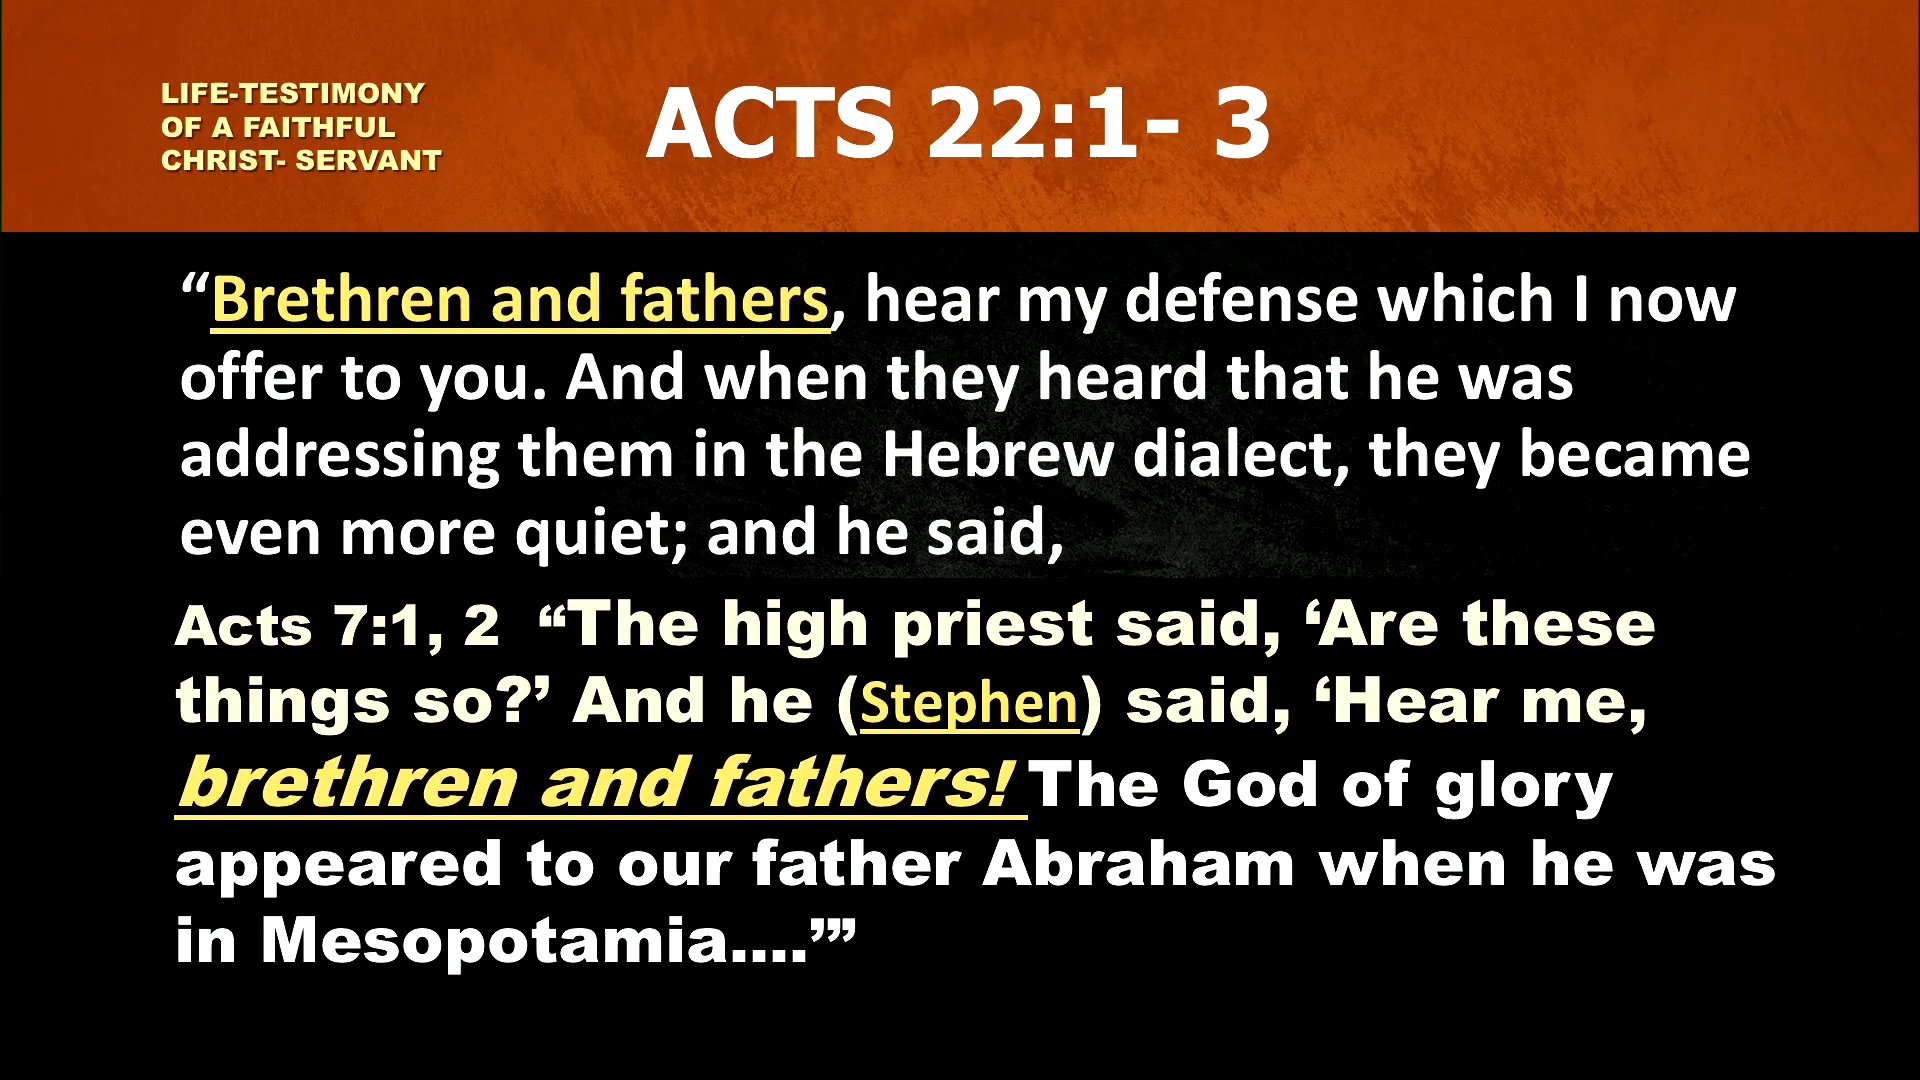 LIFE-TESTIMONY
OF A FAITHFUL
CHRIST- SERVANT
ACTS 22:1- 3
“Brethren and fathers, hear my defense which I now
offer to you. And when they heard that he was
addressing them in the Hebrew dialect, they became
even more quiet; and he said,
Acts 7:1, 2 “The high priest said, ‘Are these
things so?’ And he (Stephen) said, ‘Hear me,
brethren and fathers! The God of glory
appeared to our father Abraham when he was
in Mesopotamia....’”